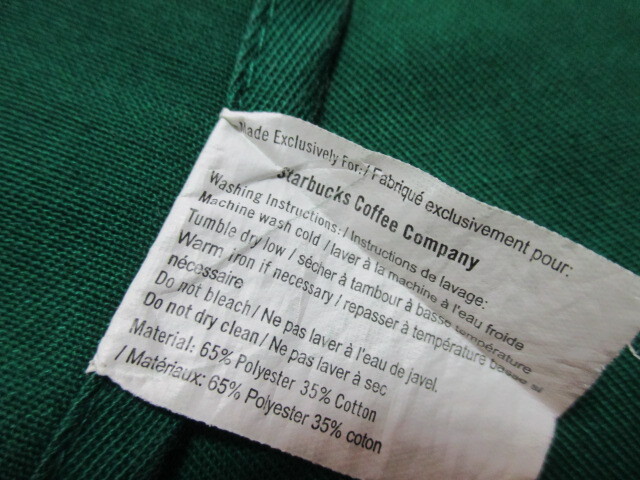 Made Exclusively For: / Fabriqué exclusivement pour:
Starbucks Coffee Company
Washing Instructions: / Instructions de lavage:
Machine wash cold / laver à la machine à l'eau froide
Tumble dry low / sécher à tambour à basse température
Warm iron if necessary / repasser à température basse si
nécessaire
Do not bleach / Ne pas laver à l'eau de javel.
Do not dry clean / Ne pas laver à sec
Material: 65% Polyester 35% Cotton
/ Matériaux: 65% Polyester 35% coton